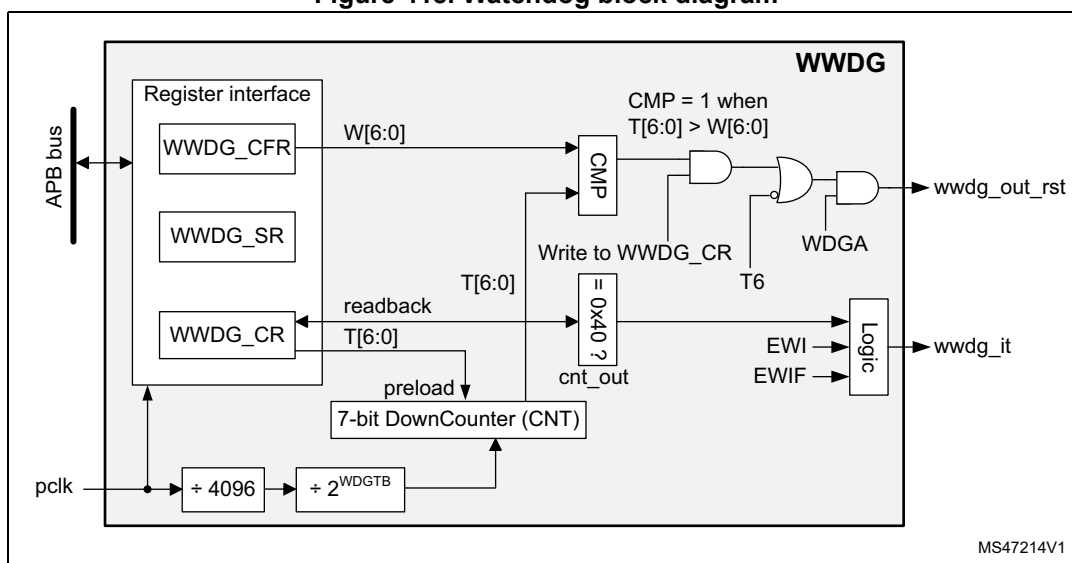 Figure Watchdog block diagram
WWDG
Register interface
APB bus
WWDG_CFR
W[6:0]
CMP
CMP = 1 when
T[6:0] > W[6:0]
wwdg_out_rst
WWDG_SR
Write to WWDG_CR
WDGA
T6
T[6:0]
WWDG_CR
readback
T[6:0]
= 0x40 ?
cnt_out
EWI
EWIF
Logic
wwdg_it
preload
7-bit DownCounter (CNT)
pclk
÷ 4096
÷ 2^WDGTB
MS47214V1